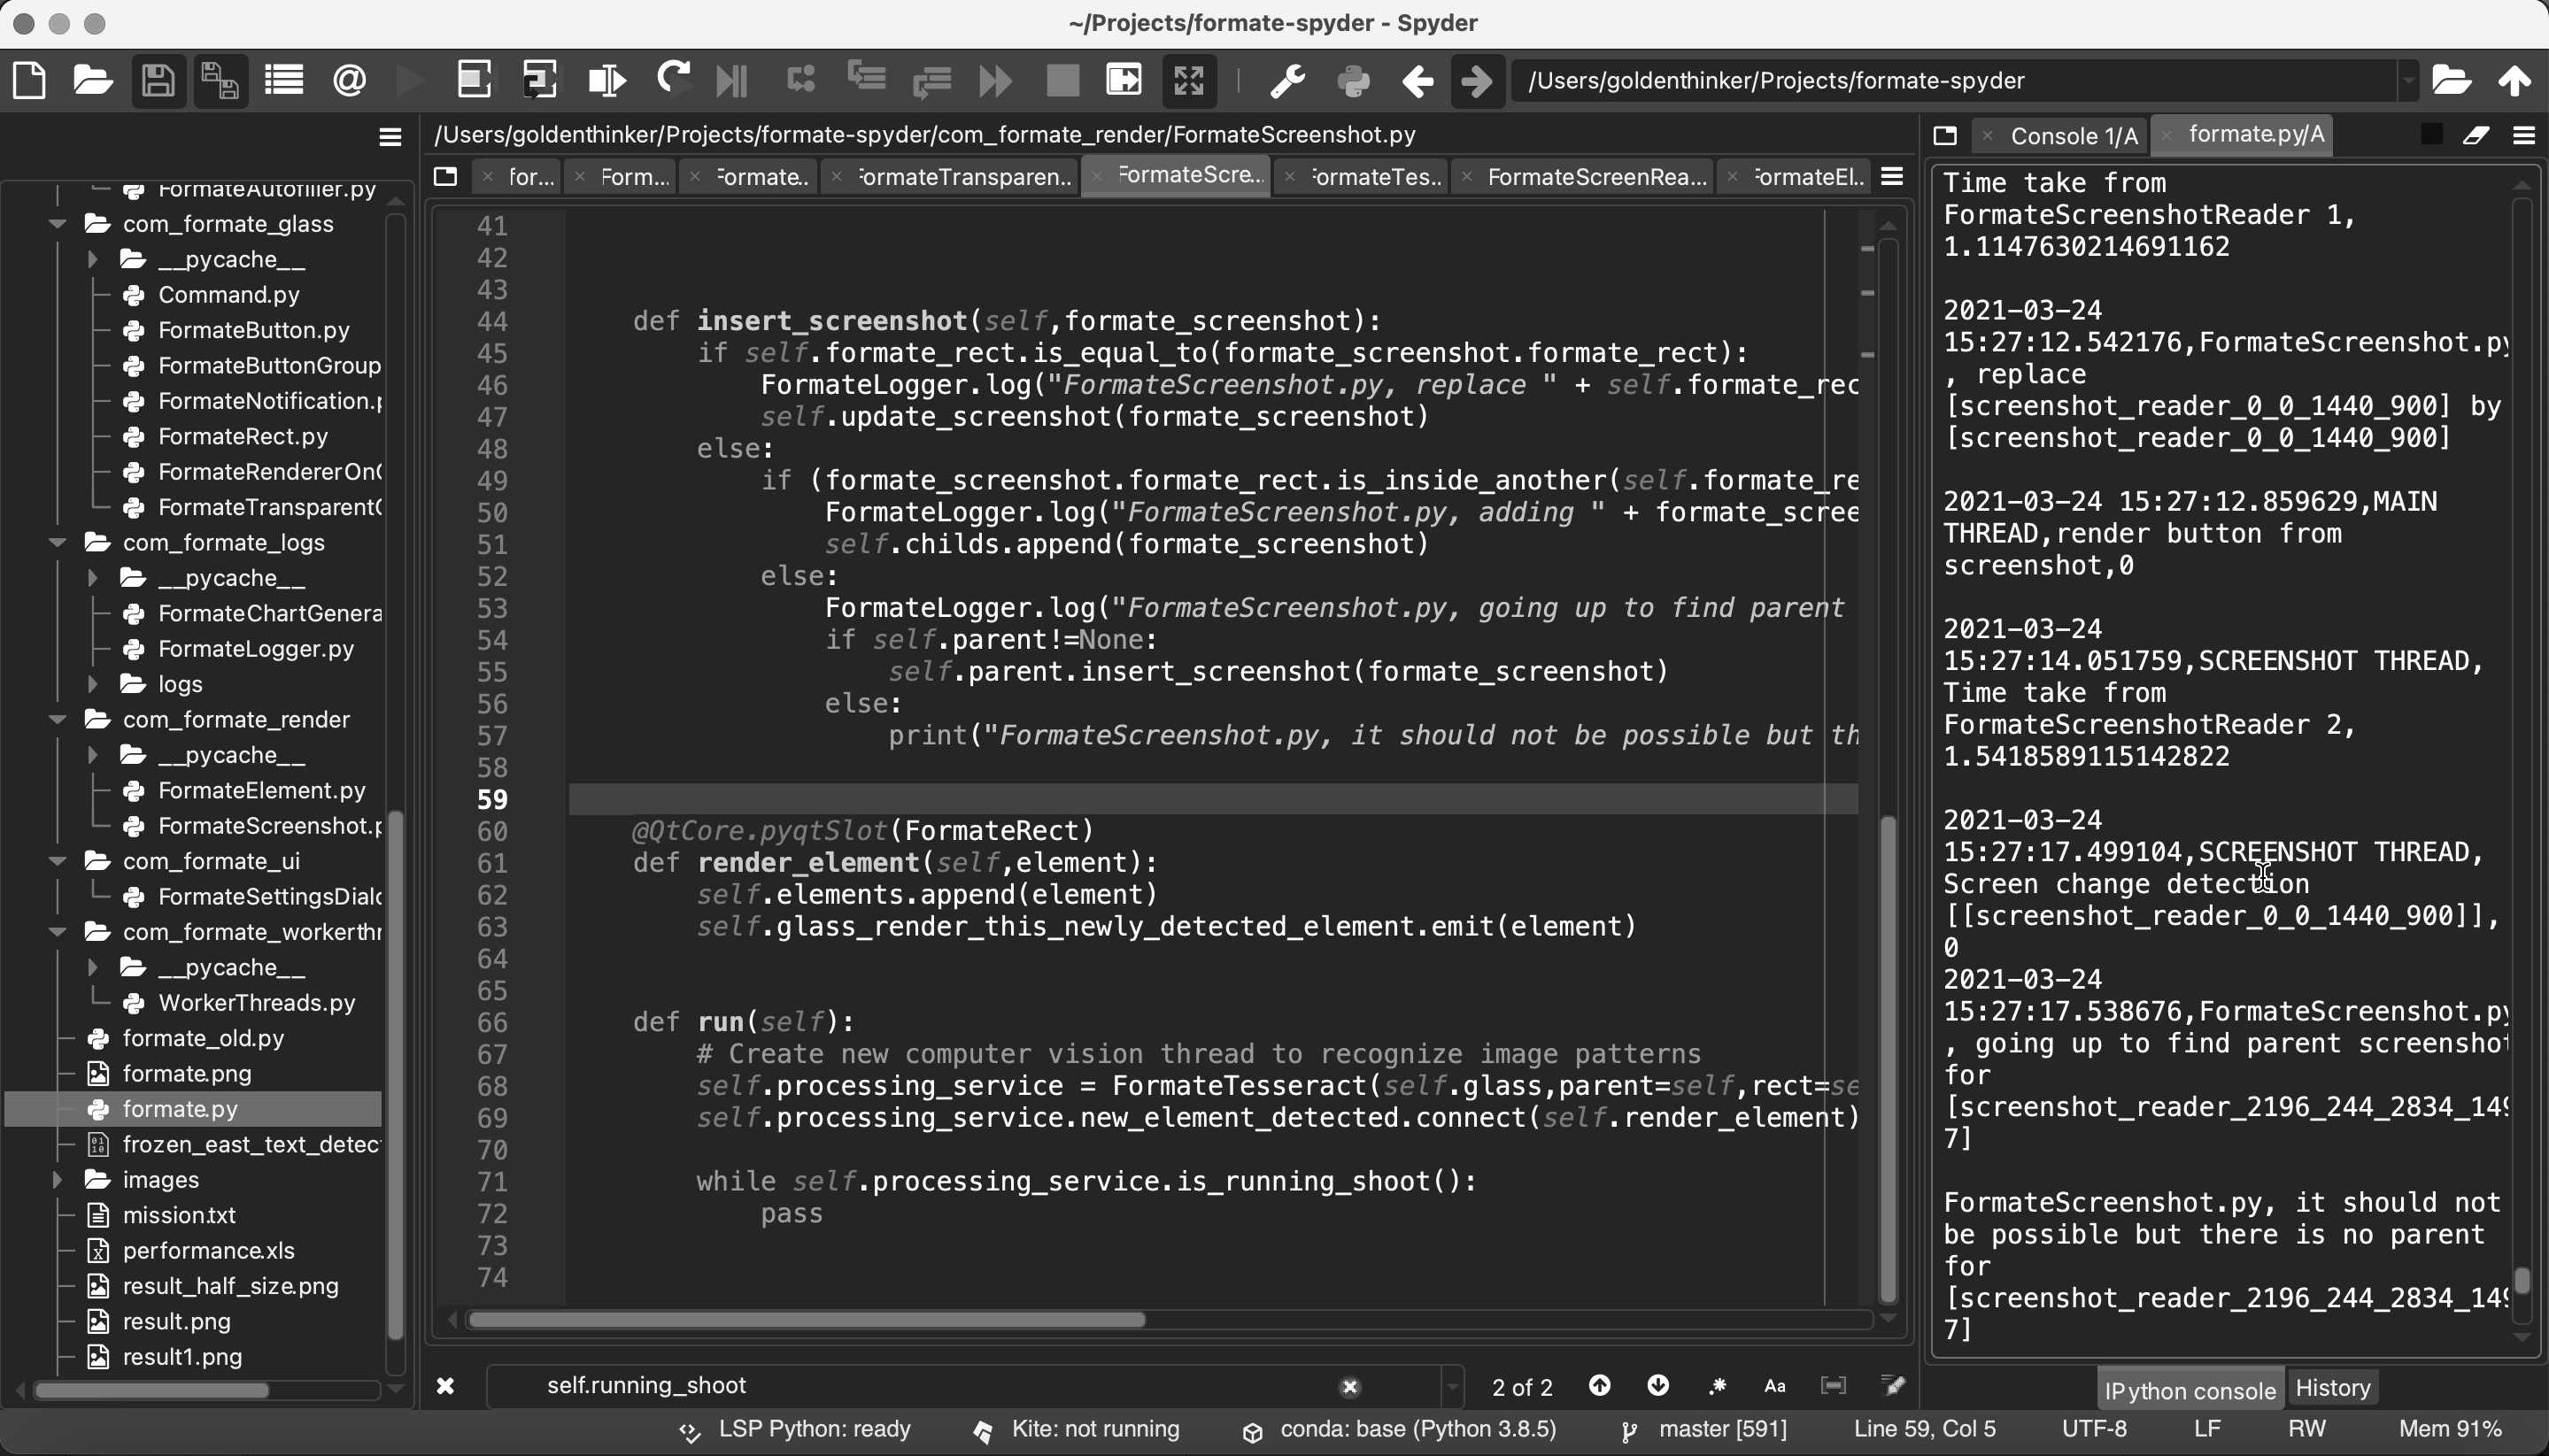 ~/Projects/formate-spyder - Spyder
/Users/goldenthinker/Projects/formate-spyder
FormateAutofiller.py
com_formate_glass
__pycache__
Command.py
FormateButton.py
FormateButtonGroup
FormateNotification.p
FormateRect.py
FormateRendererOnG
FormateTransparentG
com_formate_logs
__pycache__
FormateChartGenera
FormateLogger.py
logs
com_formate_render
__pycache__
FormateElement.py
FormateScreenshot.p
com_formate_ui
FormateSettingsDialo
com_formate_workerthr
__pycache__
WorkerThreads.py
formate_old.py
formate.png
formate.py
frozen_east_text_detec
images
mission.txt
performance.xls
result_half_size.png
result.png
result1.png
/Users/goldenthinker/Projects/formate-spyder/com_formate_render/FormateScreenshot.py
for... Form... Formate.. FormateTransparen.. FormateScre... FormateTes.. FormateScreenRea... FormateEl..
41
42
43
44 def insert_screenshot(self,formate_screenshot):
45 if self.formate_rect.is_equal_to(formate_screenshot.formate_rect):
46 FormateLogger.log("FormateScreenshot.py, replace " + self.formate_rec
47 self.update_screenshot(formate_screenshot)
48 else:
49 if (formate_screenshot.formate_rect.is_inside_another(self.formate_re
50 FormateLogger.log("FormateScreenshot.py, adding " + formate_scree
51 self.childs.append(formate_screenshot)
52 else:
53 FormateLogger.log("FormateScreenshot.py, going up to find parent
54 if self.parent!=None:
55 self.parent.insert_screenshot(formate_screenshot)
56 else:
57 print("FormateScreenshot.py, it should not be possible but th
58
59
60 @QtCore.pyqtSlot(FormateRect)
61 def render_element(self,element):
62 self.elements.append(element)
63 self.glass_render_this_newly_detected_element.emit(element)
64
65
66 def run(self):
67 # Create new computer vision thread to recognize image patterns
68 self.processing_service = FormateTesseract(self.glass,parent=self,rect=se
69 self.processing_service.new_element_detected.connect(self.render_element)
70
71 while self.processing_service.is_running_shoot():
72 pass
73
74
self.running_shoot
2 of 2
Aa
Console 1/A formate.py/A
Time take from
FormateScreenshotReader 1,
1.1147630214691162
2021-03-24
15:27:12.542176,FormateScreenshot.py
, replace
[screenshot_reader_0_0_1440_900] by
[screenshot_reader_0_0_1440_900]
2021-03-24 15:27:12.859629,MAIN
THREAD,render button from
screenshot,0
2021-03-24
15:27:14.051759,SCREENSHOT THREAD,
Time take from
FormateScreenshotReader 2,
1.5418589115142822
2021-03-24
15:27:17.499104,SCREENSHOT THREAD,
Screen change detection
[[screenshot_reader_0_0_1440_900]],
0
2021-03-24
15:27:17.538676,FormateScreenshot.py
, going up to find parent screenshot
for
[screenshot_reader_2196_244_2834_149
7]
FormateScreenshot.py, it should not
be possible but there is no parent
for
[screenshot_reader_2196_244_2834_149
7]
IPython console History
LSP Python: ready Kite: not running conda: base (Python 3.8.5) master [591] Line 59, Col 5 UTF-8 LF RW Mem 91%